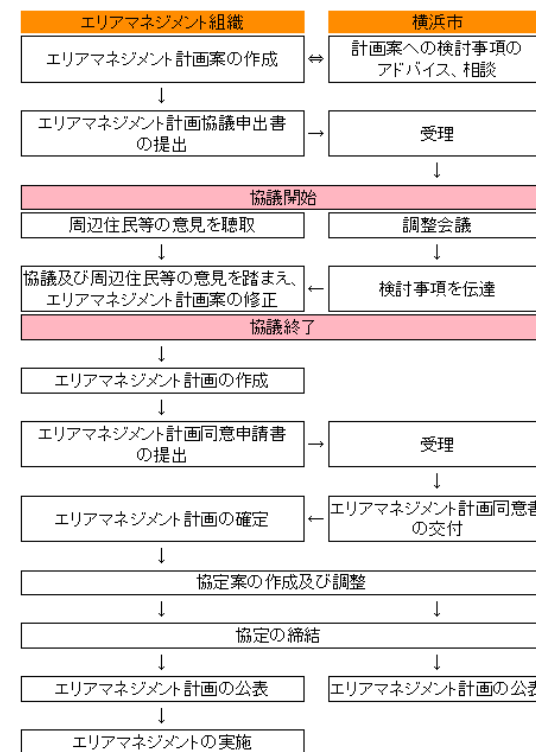 エリアマネジメント組織
横浜市
エリアマネジメント計画案の作成
⇔
計画案への検討事項の
アドバイス、相談
↓
エリアマネジメント計画協議申出書
の提出
→
受理
↓
協議開始
周辺住民等の意見を聴取
調整会議
↓
↓
協議及び周辺住民等の意見を踏まえ、
エリアマネジメント計画案の修正
←
検討事項を伝達
協議終了
↓
エリアマネジメント計画の作成
↓
エリアマネジメント計画同意申請書
の提出
→
受理
↓
エリアマネジメント計画の確定
←
エリアマネジメント計画同意書
の交付
↓
協定案の作成及び調整
↓
↓
協定の締結
↓
↓
エリアマネジメント計画の公表
エリアマネジメント計画の公表
↓
エリアマネジメントの実施